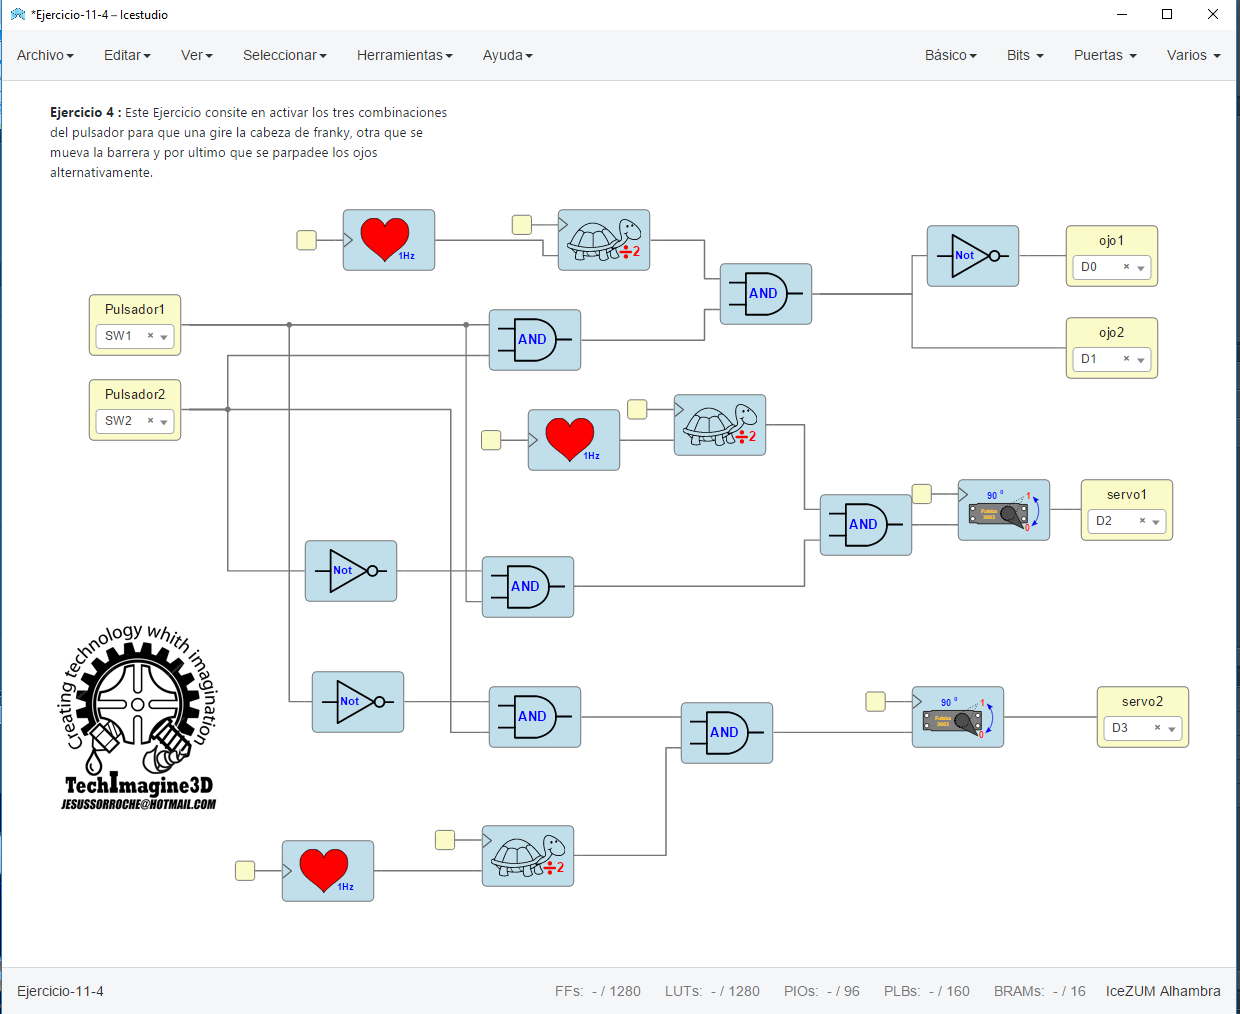 *Ejercicio-11-4 – Icestudio
Archivo Editar Ver Seleccionar Herramientas Ayuda Básico Bits Puertas Varios
Ejercicio 4 : Este Ejercicio consite en activar los tres combinaciones
del pulsador para que una gire la cabeza de franky, otra que se
mueva la barrera y por ultimo que se parpadee los ojos
alternativamente.
1Hz
÷2
Not
ojo1
D0
AND
Pulsador1
SW1
AND
ojo2
D1
Pulsador2
SW2
1Hz
÷2
AND
90 º
1
0
Futaba
3003
servo1
D2
Not
AND
Creating technology whith imagination
TechImagine3D
JESUSSORROCHE@HOTMAIL.COM
Not
AND
AND
90 º
1
0
Futaba
3003
servo2
D3
1Hz
÷2
Ejercicio-11-4 FFs: - / 1280 LUTs: - / 1280 PIOs: - / 96 PLBs: - / 160 BRAMs: - / 16 IceZUM Alhambra